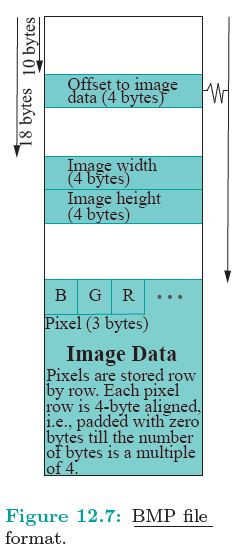 10 bytes
18 bytes
Offset to image
data (4 bytes)
Image width
(4 bytes)
Image height
(4 bytes)
B G R ...
Pixel (3 bytes)
Image Data
Pixels are stored row
by row. Each pixel
row is 4-byte aligned,
i.e., padded with zero
bytes till the number
of bytes is a multiple
of 4.
Figure 12.7: BMP file
format.